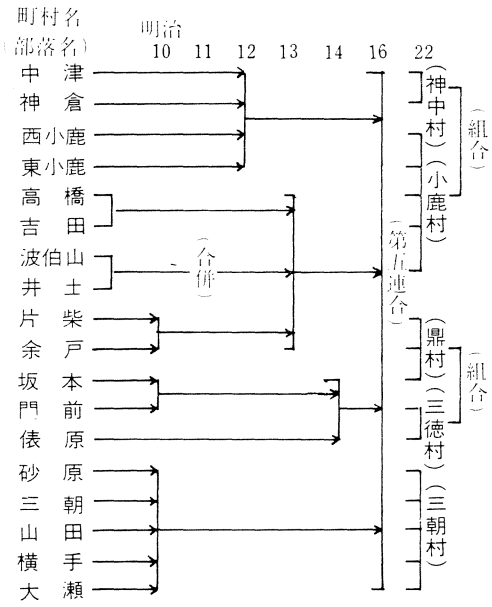 町村名
(部落名)
明治
10 11 12 13 14 16 22
中津
神倉
西小鹿
東小鹿
高橋
吉田
波伯山
井土
片柴
余戸
坂本
門前
俵原
砂原
三朝
山田
横手
大瀬
(合併)
(第五連合)
(神中村)
(小鹿村)
(鼎村)
(三徳村)
(三朝村)
(組合)
(組合)